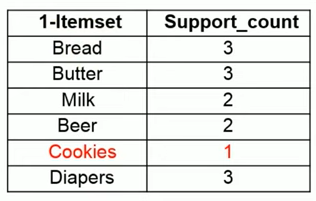 1-Itemset Support_count
Bread 3
Butter 3
Milk 2
Beer 2
Cookies 1
Diapers 3